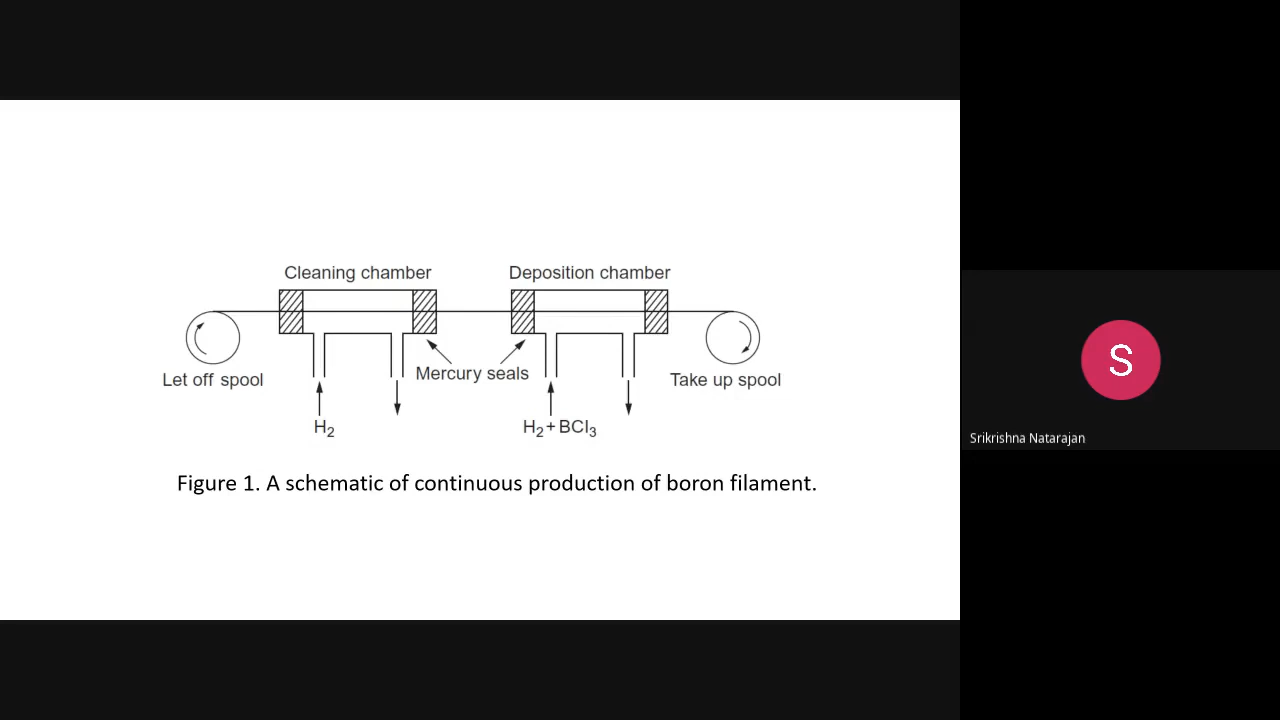 Cleaning chamber
Deposition chamber
Let off spool
Mercury seals
Take up spool
H₂
H₂ + BCl₃
Figure 1. A schematic of continuous production of boron filament.
S
Srikrishna Natarajan